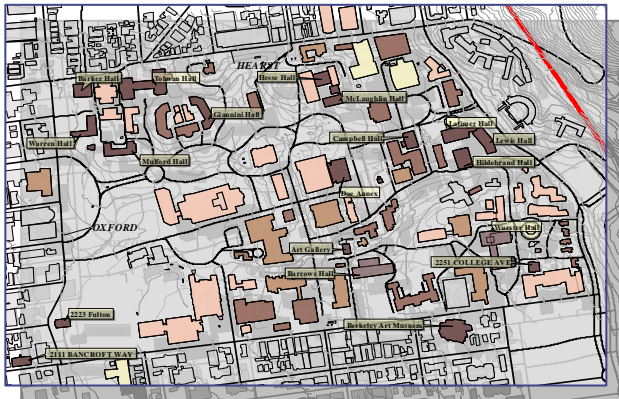 HEARST
Barker Hall
Tolman Hall
Hesse Hall
McLaughlin Hall
Giannini Hall
Latimer Hall
Campbell Hall
Lewis Hall
Warren Hall
Mulford Hall
Hildebrand Hall
Doe Annex
OXFORD
Wurster Hall
Art Gallery
2251 COLLEGE AVE
Barrows Hall
2223 Fulton
Berkeley Art Museum
2111 BANCROFT WAY